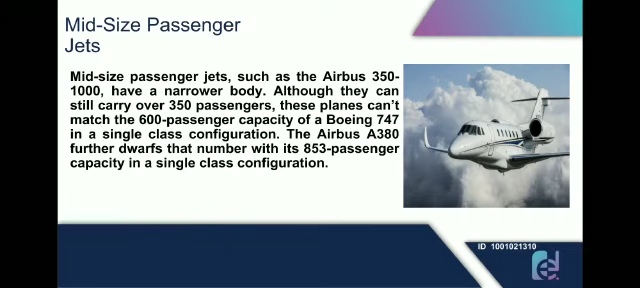 Mid-Size Passenger
Jets
Mid-size passenger jets, such as the Airbus 350-
1000, have a narrower body. Although they can
still carry over 350 passengers, these planes can't
match the 600-passenger capacity of a Boeing 747
in a single class configuration. The Airbus A380
further dwarfs that number with its 853-passenger
capacity in a single class configuration.
ID 1001021310